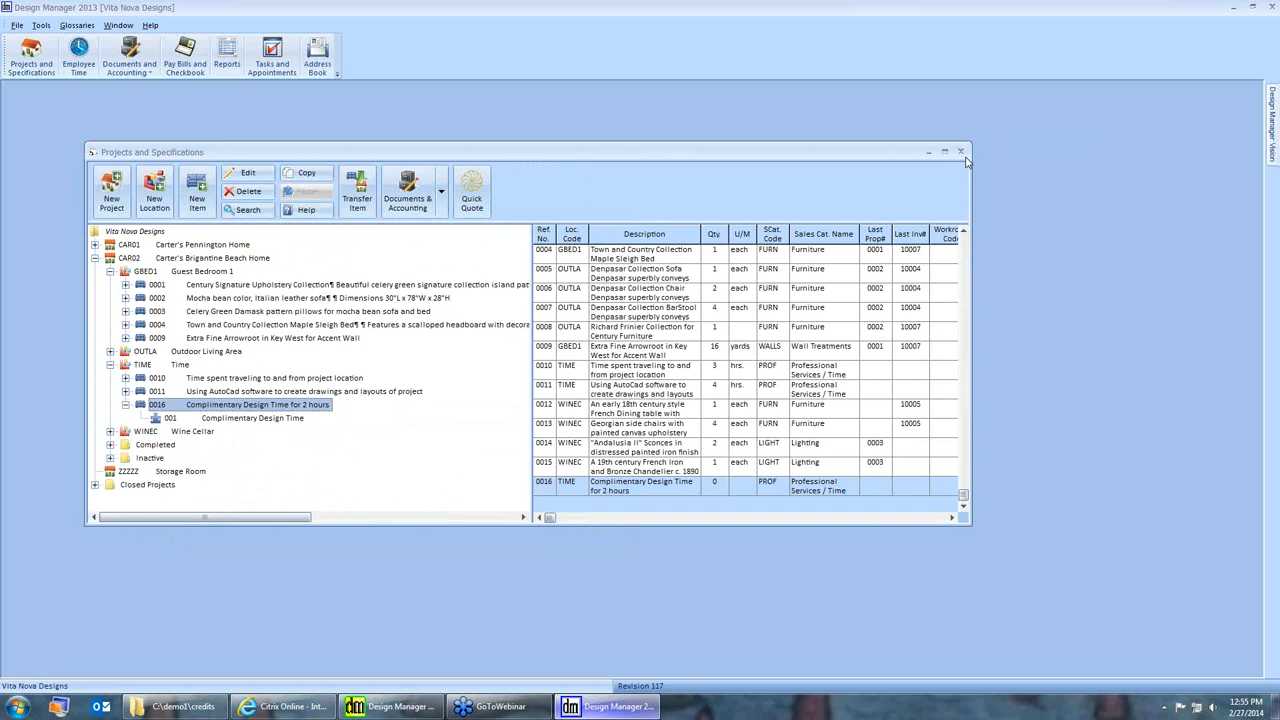 Design Manager 2013 [Vita Nova Designs]
File Tools Glossaries Window Help
Projects and Specifications
Employee Time
Documents and Accounting
Pay Bills and Checkbook
Reports
Tasks and Appointments
Address Book
Design Manager Vision
Projects and Specifications
New Project
New Location
New Item
Edit
Delete
Search
Copy
Paste
Help
Transfer Item
Documents & Accounting
Quick Quote
Vita Nova Designs
CAR01 Carter's Pennington Home
CAR02 Carter's Brigantine Beach Home
GBED1 Guest Bedroom 1
0001 Century Signature Upholstery Collection¶ Beautiful celery green signature collection island pat
0002 Mocha bean color, Italian leather sofa¶ ¶ Dimensions 30"L x 78"W x 28"H
0003 Celery Green Damask pattern pillows for mocha bean sofa and bed
0004 Town and Country Collection Maple Sleigh Bed¶ ¶ Features a scalloped headboard with decora
0009 Extra Fine Arrowroot in Key West for Accent Wall
OUTLA Outdoor Living Area
TIME Time
0010 Time spent traveling to and from project location
0011 Using AutoCad software to create drawings and layouts of project
0016 Complimentary Design Time for 2 hours
001 Complimentary Design Time
WINEC Wine Cellar
Completed
Inactive
ZZZZZ Storage Room
Closed Projects
Ref. No. Loc. Code Description Qty. U/M SCat. Code Sales Cat. Name Last Prop# Last Inv# Workro Code
0004 GBED1 Town and Country Collection Maple Sleigh Bed 1 each FURN Furniture 0001 10007
0005 OUTLA Denpasar Collection Sofa Denpasar superbly conveys 1 each FURN Furniture 0002 10004
0006 OUTLA Denpasar Collection Chair Denpasar superbly conveys 2 each FURN Furniture 0002 10004
0007 OUTLA Denpasar Collection BarStool Denpasar superbly conveys 4 each FURN Furniture 0002 10004
0008 OUTLA Richard Frinier Collection for Century Furniture 1 FURN Furniture 0002 10007
0009 GBED1 Extra Fine Arrowroot in Key West for Accent Wall 16 yards WALLS Wall Treatments 0001 10007
0010 TIME Time spent traveling to and from project location 3 hrs. PROF Professional Services / Time
0011 TIME Using AutoCad software to create drawings and layouts 4 hrs. PROF Professional Services / Time
0012 WINEC An early 18th century style French Dining table with 1 each FURN Furniture 10005
0013 WINEC Georgian side chairs with painted canvas upholstery 4 each FURN Furniture 10005
0014 WINEC "Andalusia II" Sconces in distressed painted iron finish 2 each LIGHT Lighting 0003
0015 WINEC A 19th century French Iron and Bronze Chandelier c. 1890 1 each LIGHT Lighting 0003
0016 TIME Complimentary Design Time for 2 hours 0 PROF Professional Services / Time
Vita Nova Designs
Revision 117
C:\demo1\credits
Citrix Online - Int...
Design Manager ...
GoToWebinar
Design Manager 2...
12:55 PM
2/27/2014